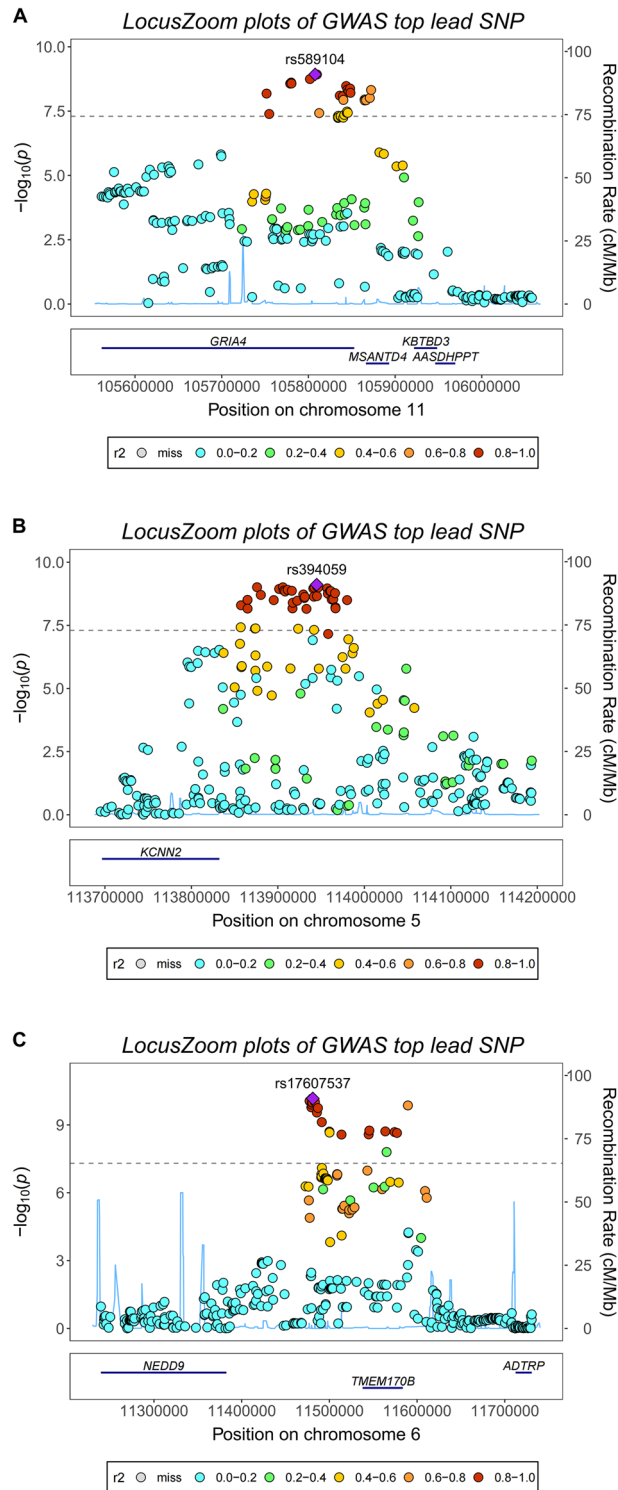 A
LocusZoom plots of GWAS top lead SNP
rs589104
10.0
7.5
5.0
2.5
0.0
−log10(p)
100
75
50
25
0
Recombination Rate (cM/Mb)
GRIA4
KBTBD3
MSANTD4 AASDHPPT
105600000 105700000 105800000 105900000 106000000
Position on chromosome 11
r2 miss 0.0−0.2 0.2−0.4 0.4−0.6 0.6−0.8 0.8−1.0
B
LocusZoom plots of GWAS top lead SNP
rs394059
10.0
7.5
5.0
2.5
0.0
−log10(p)
100
75
50
25
0
Recombination Rate (cM/Mb)
KCNN2
113700000 113800000 113900000 114000000 114100000 114200000
Position on chromosome 5
r2 miss 0.0−0.2 0.2−0.4 0.4−0.6 0.6−0.8 0.8−1.0
C
LocusZoom plots of GWAS top lead SNP
rs17607537
9
6
3
0
−log10(p)
100
75
50
25
0
Recombination Rate (cM/Mb)
NEDD9 ADTRP
TMEM170B
11300000 11400000 11500000 11600000 11700000
Position on chromosome 6
r2 miss 0.0−0.2 0.2−0.4 0.4−0.6 0.6−0.8 0.8−1.0